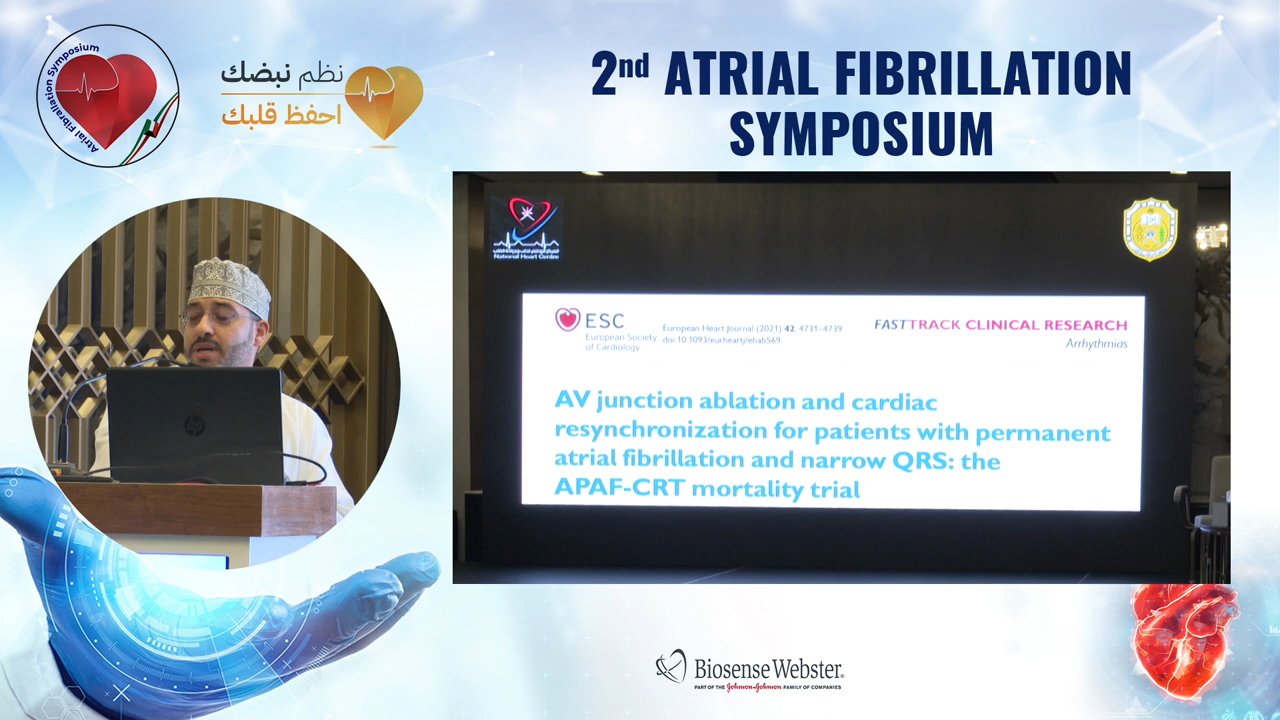 Atrial Fibrallation Symposium
نظم نبضك
احفظ قلبك
2nd ATRIAL FIBRILLATION
SYMPOSIUM
National Heart Centre
ESC
European Society
of Cardiology
European Heart Journal (2021) 42, 4731–4739
doi:10.1093/eurheartj/ehab569
FASTTRACK CLINICAL RESEARCH
Arrhythmias
AV junction ablation and cardiac
resynchronization for patients with permanent
atrial fibrillation and narrow QRS: the
APAF-CRT mortality trial
hp
Biosense Webster®
PART OF THE Johnson & Johnson FAMILY OF COMPANIES